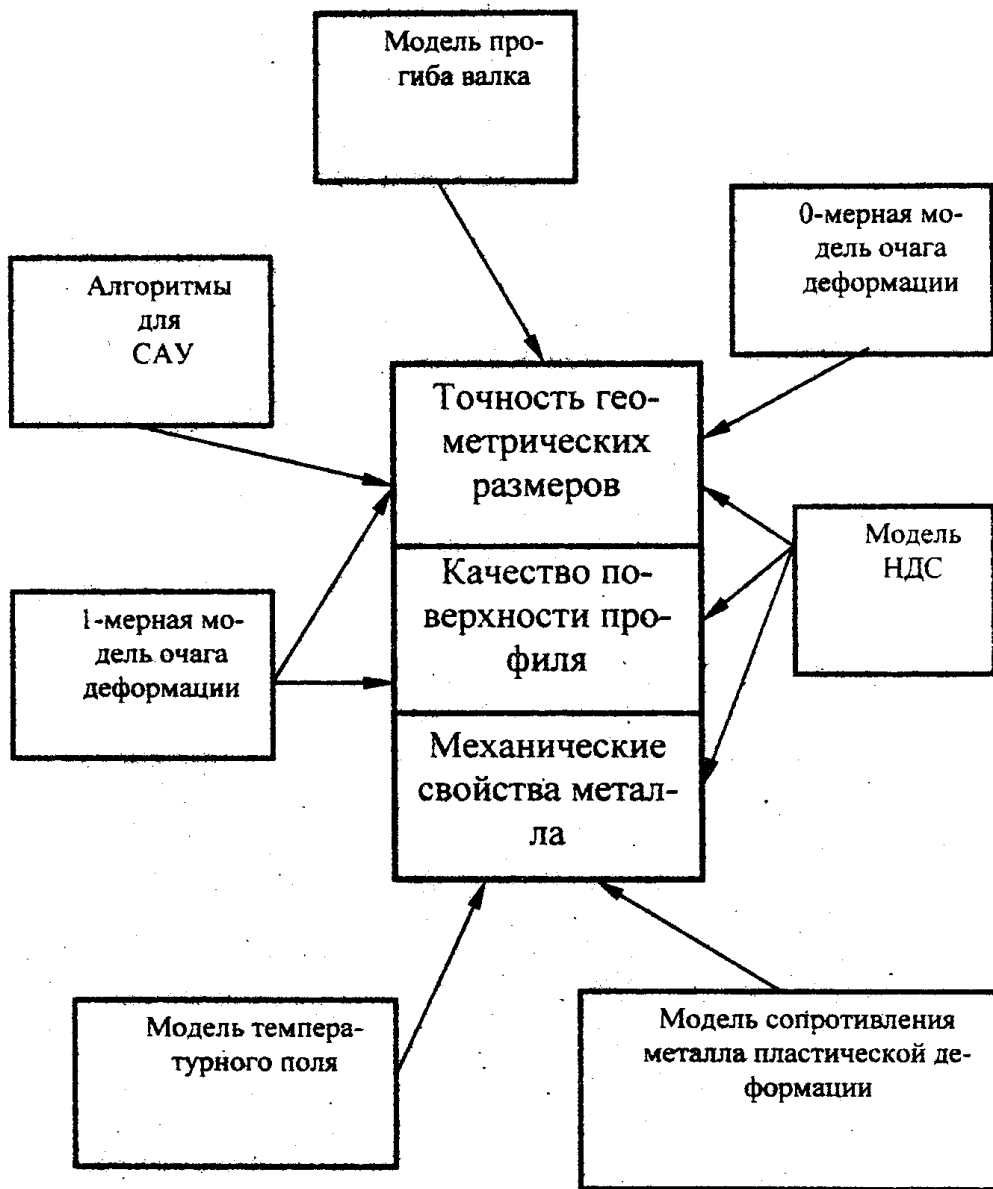 Модель про-
гиба валка
0-мерная мо-
дель очага
деформации
Алгоритмы
для
САУ
Точность гео-
метрических
размеров
Модель
НДС
Качество по-
верхности про-
филя
1-мерная мо-
дель очага
деформации
Механические
свойства метал-
ла
Модель темпера-
турного поля
Модель сопротивления
металла пластической де-
формации